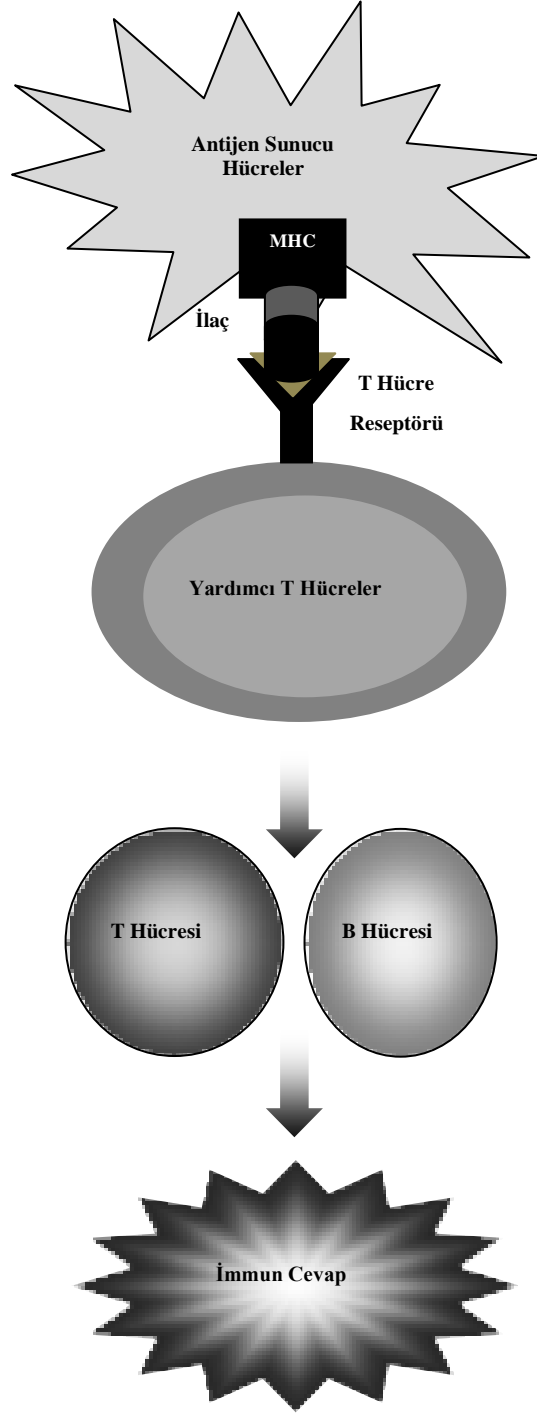 Antijen Sunucu
Hücreler
MHC
İlaç
T Hücre
Reseptörü
Yardımcı T Hücreler
T Hücresi
B Hücresi
İmmun Cevap